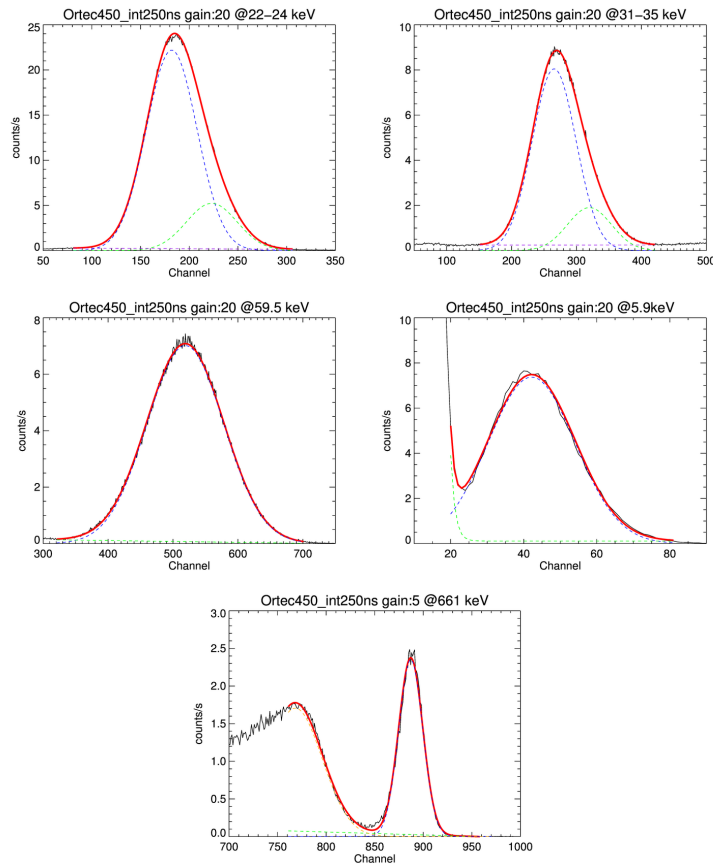 Ortec450_int250ns gain:20 @22−24 keV
25
20
15
10
5
0
counts/s
50 100 150 200 250 300 350
Channel
Ortec450_int250ns gain:20 @31−35 keV
10
8
6
4
2
0
counts/s
100 200 300 400 500
Channel
Ortec450_int250ns gain:20 @59.5 keV
8
6
4
2
0
counts/s
300 400 500 600 700
Channel
Ortec450_int250ns gain:20 @5.9keV
10
8
6
4
2
0
counts/s
20 40 60 80
Channel
Ortec450_int250ns gain:5 @661 keV
3.0
2.5
2.0
1.5
1.0
0.5
0.0
counts/s
700 750 800 850 900 950 1000
Channel